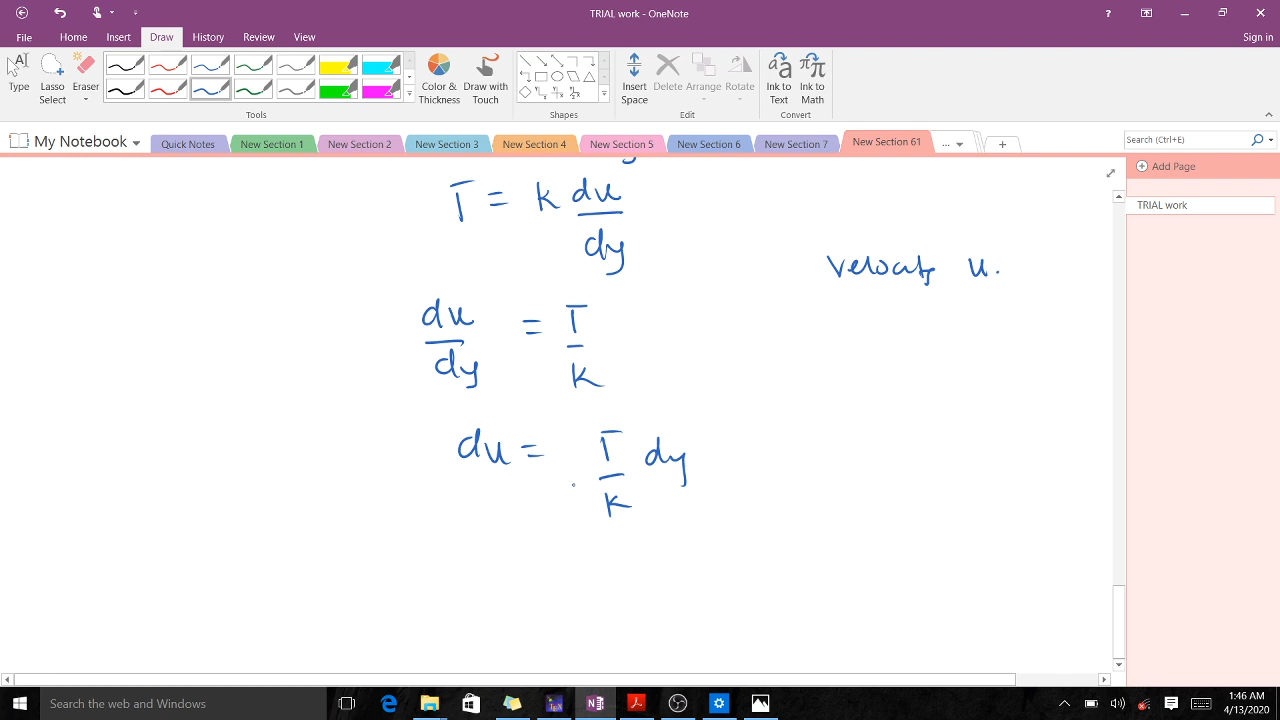 TRIAL work - OneNote
Sign in
File Home Insert Draw History Review View
Type Lasso Select Eraser Color & Thickness Draw with Touch Insert Space Delete Arrange Rotate Ink to Text Ink to Math
Tools Shapes Edit Convert
My Notebook Quick Notes New Section 1 New Section 2 New Section 3 New Section 4 New Section 5 New Section 6 New Section 7 New Section 61 ... Search (Ctrl+E)
Add Page
TRIAL work
T = k du/dy
velocity u.
du/dy = T/k
du = T/k dy
Search the web and Windows
1:46 AM
4/13/2020